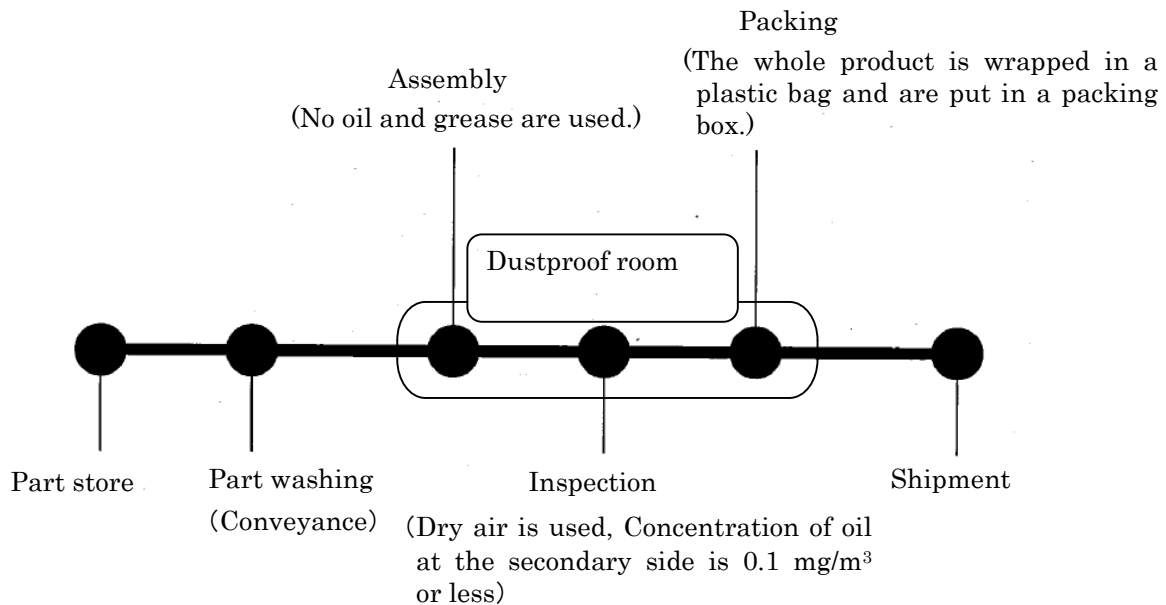 Packing
(The whole product is wrapped in a
plastic bag and are put in a packing
box.)
Assembly
(No oil and grease are used.)
Dustproof room
Part store
Part washing
(Conveyance)
Inspection
(Dry air is used, Concentration of oil
at the secondary side is 0.1 mg/m³
or less)
Shipment